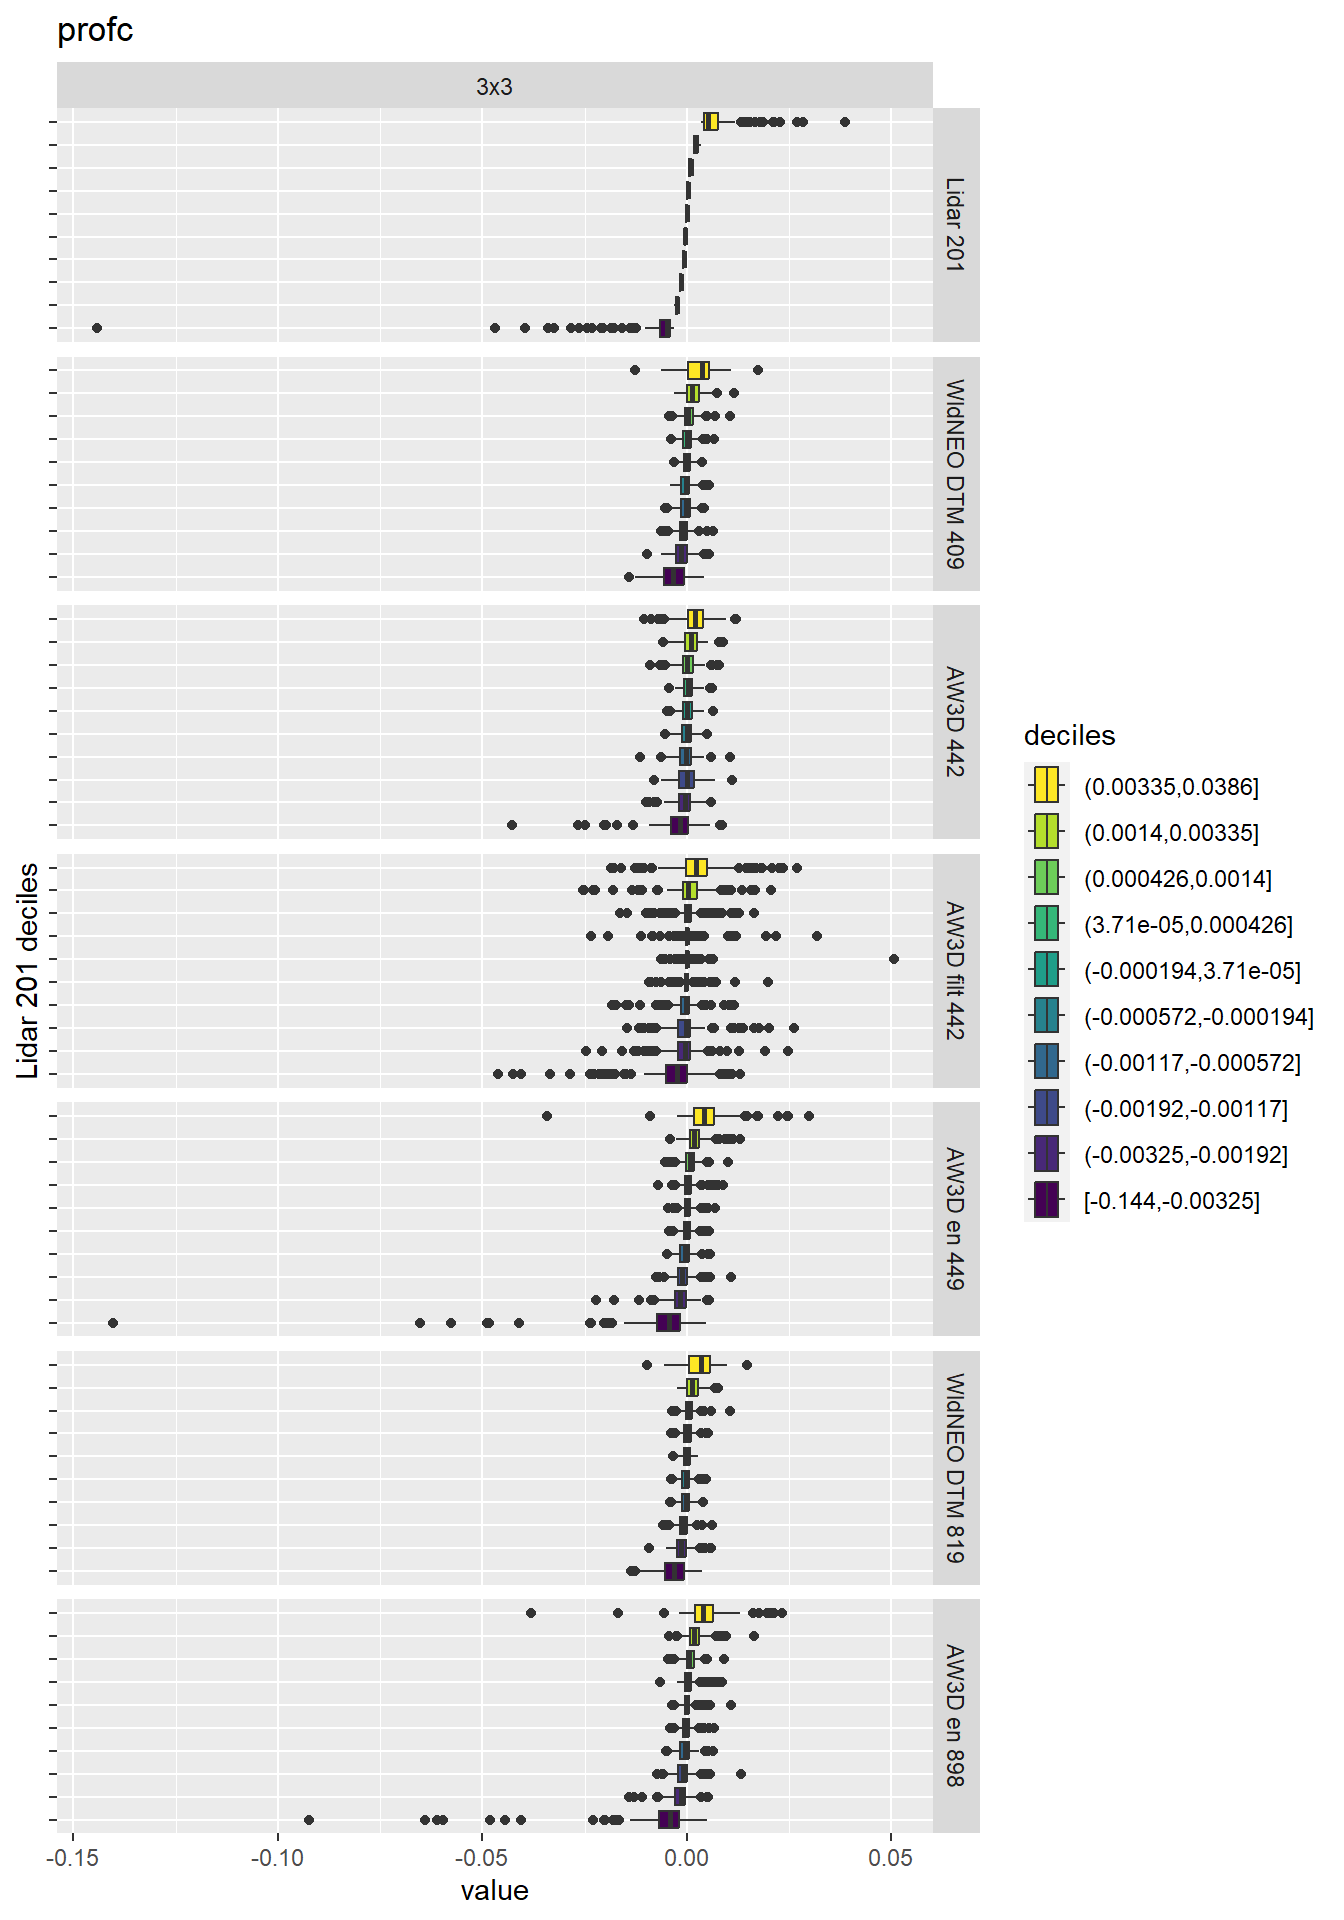 profc
3x3
Lidar 201
WldNEO DTM 409
AW3D 442
AW3D filt 442
AW3D en 449
WldNEO DTM 819
AW3D en 898
Lidar 201 deciles
-0.15
-0.10
-0.05
0.00
0.05
value
deciles
(0.00335,0.0386]
(0.0014,0.00335]
(0.000426,0.0014]
(3.71e-05,0.000426]
(-0.000194,3.71e-05]
(-0.000572,-0.000194]
(-0.00117,-0.000572]
(-0.00192,-0.00117]
(-0.00325,-0.00192]
[-0.144,-0.00325]